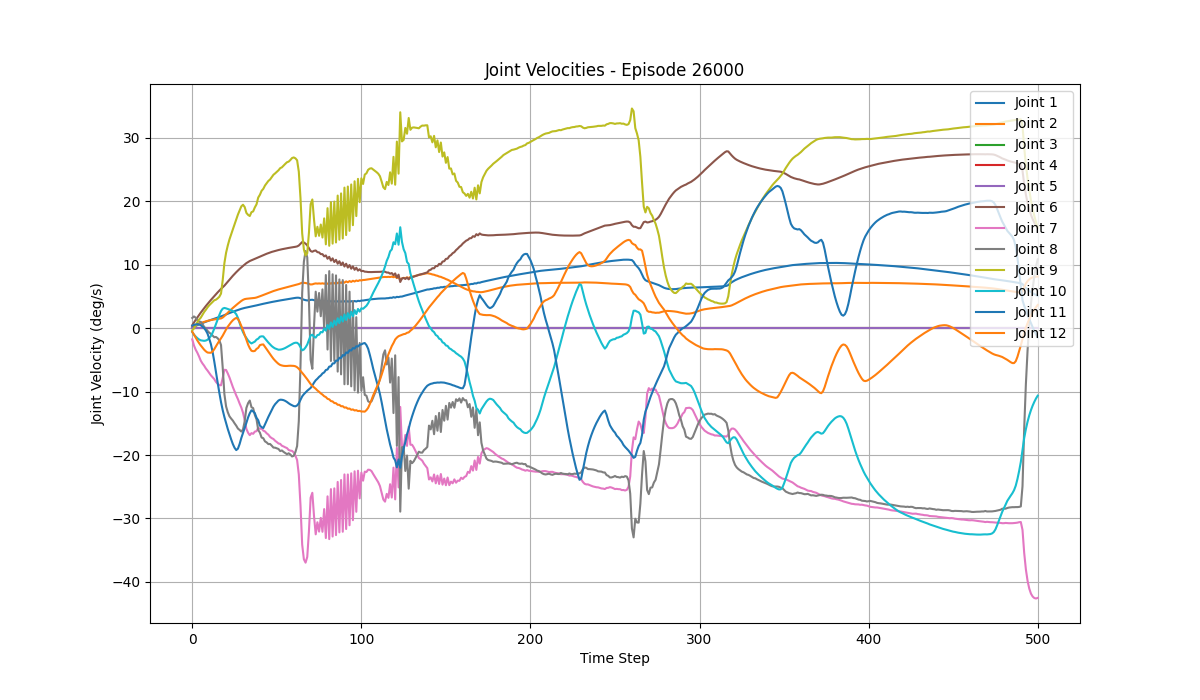 Joint Velocities - Episode 26000
Joint Velocity (deg/s)
30
20
10
0
−10
−20
−30
−40
Joint 1
Joint 2
Joint 3
Joint 4
Joint 5
Joint 6
Joint 7
Joint 8
Joint 9
Joint 10
Joint 11
Joint 12
0 100 200 300 400 500
Time Step